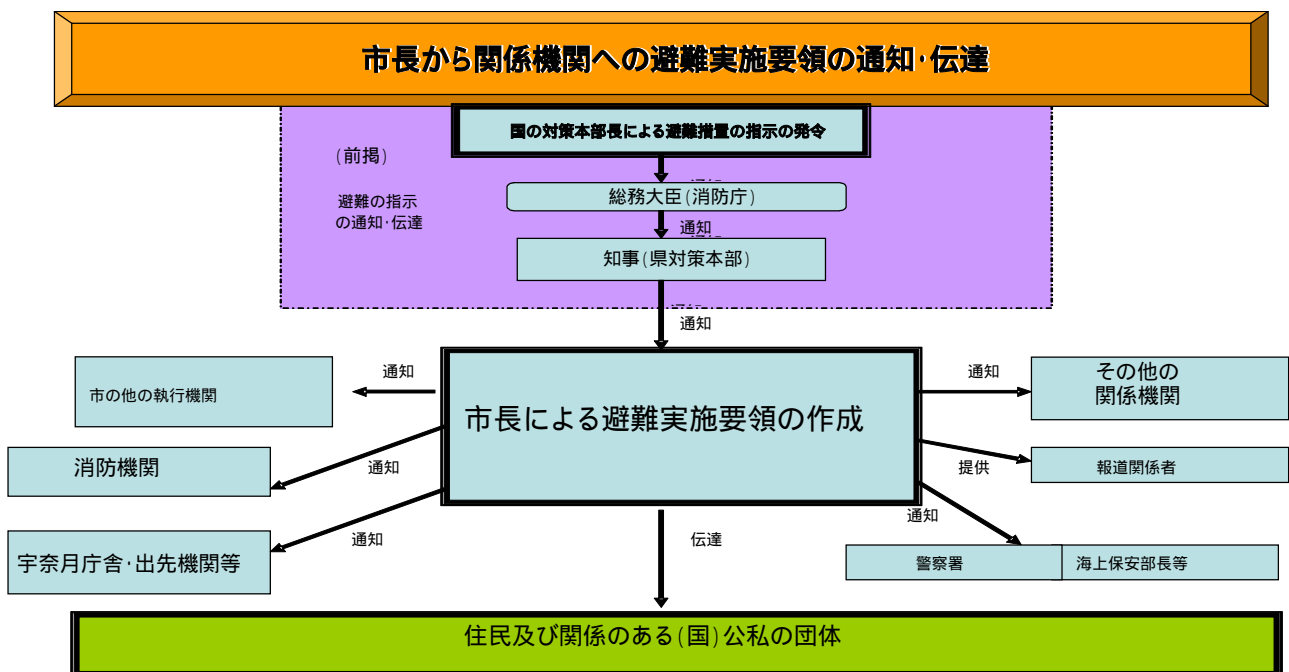 市長から関係機関への避難実施要領の通知・伝達
国の対策本部長による避難措置の指示の発令
(前掲)
避難の指示
の通知・伝達
通知
総務大臣(消防庁)
通知
通知
知事(県対策本部)
通知
通知
市の他の執行機関
通知
市長による避難実施要領の作成
通知
その他の
関係機関
消防機関
通知
提供
報道関係者
宇奈月庁舎・出先機関等
通知
伝達
通知
警察署
海上保安部長等
住民及び関係のある(国)公私の団体